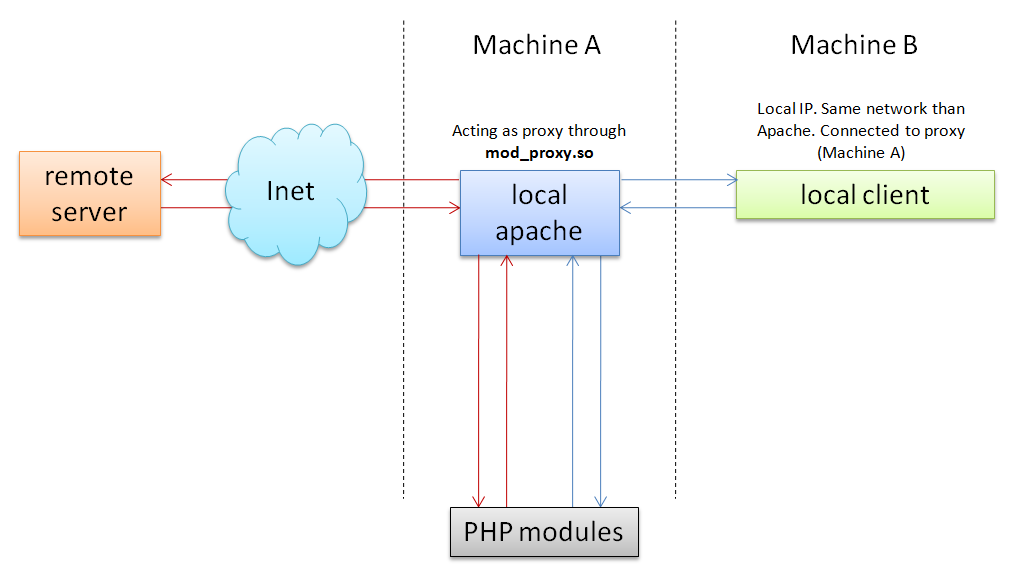 Machine A
Machine B
Local IP. Same network than
Apache. Connected to proxy
(Machine A)
Acting as proxy through
mod_proxy.so
remote
server
Inet
local
apache
local client
PHP modules